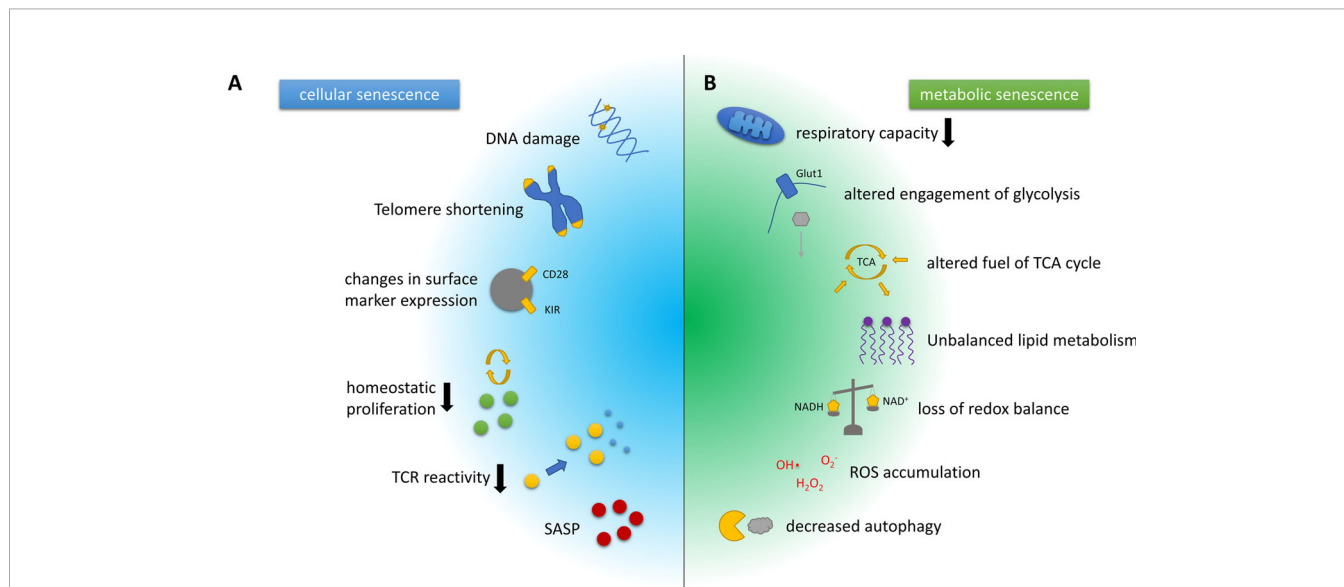 A
cellular senescence
DNA damage
Telomere shortening
changes in surface
marker expression
CD28
KIR
homeostatic
proliferation
TCR reactivity
SASP
B
metabolic senescence
respiratory capacity
Glut1
altered engagement of glycolysis
TCA
altered fuel of TCA cycle
Unbalanced lipid metabolism
NADH
NAD⁺
loss of redox balance
OH•
O₂⁻
H₂O₂
ROS accumulation
decreased autophagy